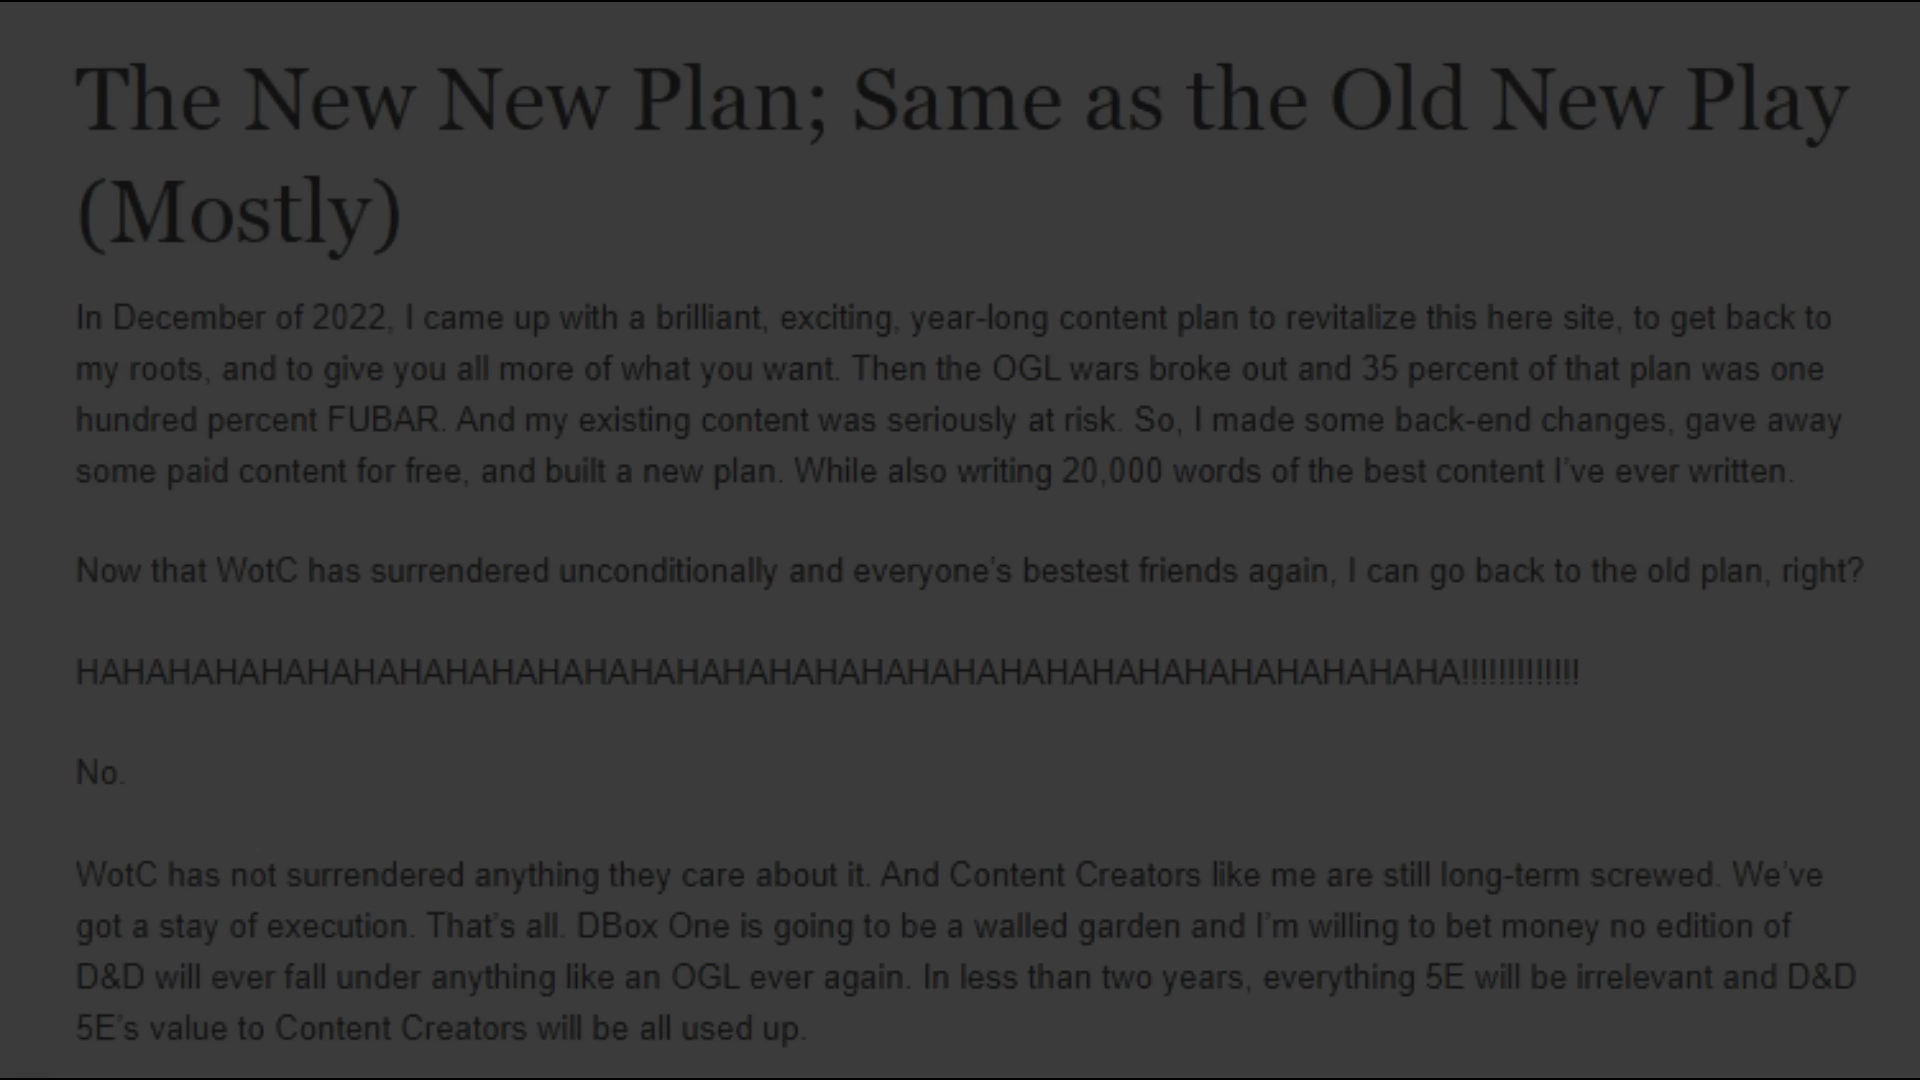 The New New Plan; Same as the Old New Play
(Mostly)
In December of 2022, I came up with a brilliant, exciting, year-long content plan to revitalize this here site, to get back to
my roots, and to give you all more of what you want. Then the OGL wars broke out and 35 percent of that plan was one
hundred percent FUBAR. And my existing content was seriously at risk. So, I made some back-end changes, gave away
some paid content for free, and built a new plan. While also writing 20,000 words of the best content I've ever written.
Now that WotC has surrendered unconditionally and everyone's bestest friends again, I can go back to the old plan, right?
HAHAHAHAHAHAHAHAHAHAHAHAHAHAHAHAHAHAHAHAHAHAHAHAHAHAHAHAHAHA!!!!!!!!!!!!!
No.
WotC has not surrendered anything they care about it. And Content Creators like me are still long-term screwed. We've
got a stay of execution. That's all. DBox One is going to be a walled garden and I'm willing to bet money no edition of
D&D will ever fall under anything like an OGL ever again. In less than two years, everything 5E will be irrelevant and D&D
5E's value to Content Creators will be all used up.